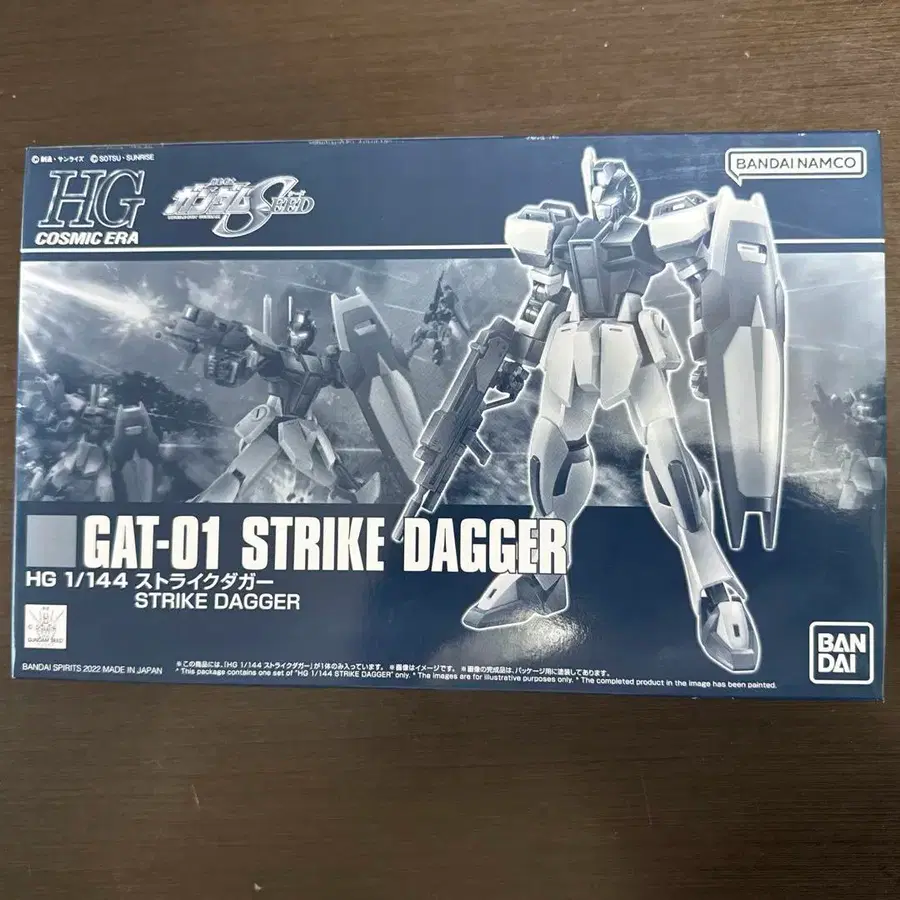 ©創通・サンライズ ©SOTSU・SUNRISE
BANDAI NAMCO
HG
COSMIC ERA
ガンダムSEED
GAT-01 STRIKE DAGGER
HG 1/144 ストライクダガー
STRIKE DAGGER
GUNDAM SEED
BANDAI SPIRITS 2022 MADE IN JAPAN
※この商品には、「HG 1/144 ストライクダガー」が1体のみ入っています。 ※画像はイメージです。 ※画像の完成品は、パッケージ用に塗装してあります。
* This package contains one set of "HG 1/144 STRIKE DAGGER" only. * The images are for illustrative purposes only. * The completed product in the image has been painted.
BAN
DAI